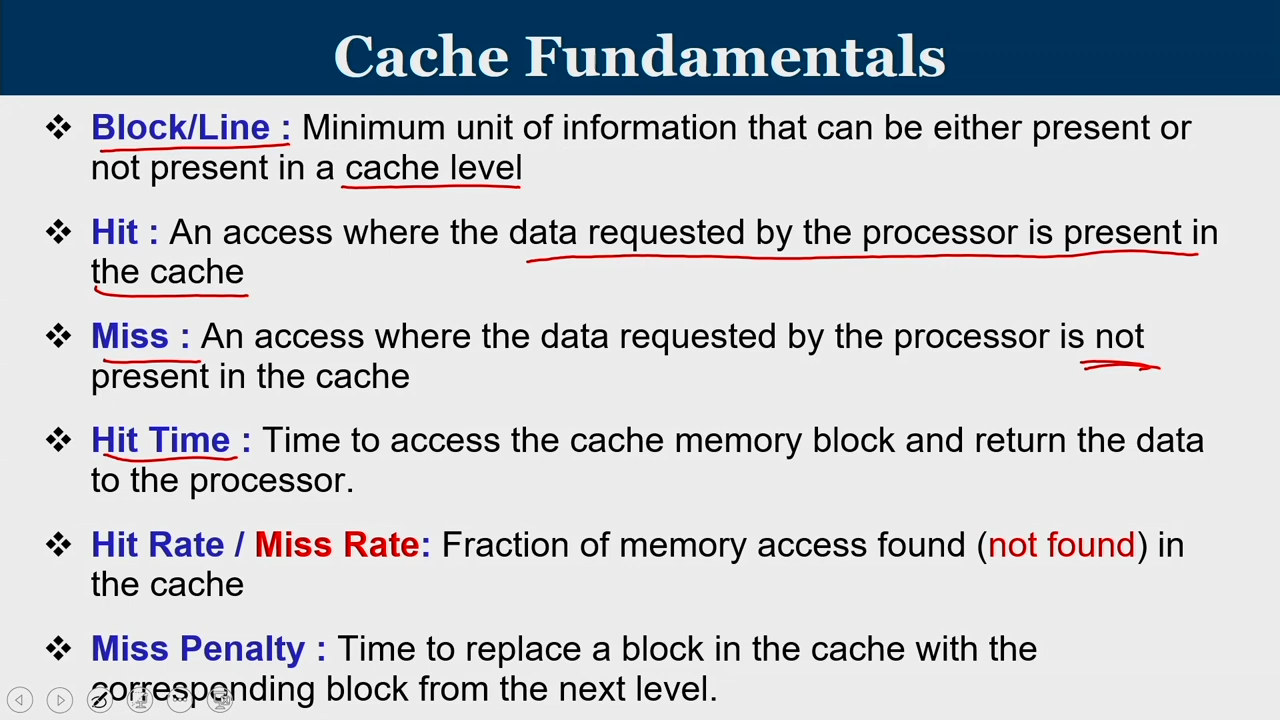 Cache Fundamentals
❖ Block/Line : Minimum unit of information that can be either present or
not present in a cache level
❖ Hit : An access where the data requested by the processor is present in
the cache
❖ Miss : An access where the data requested by the processor is not
present in the cache
❖ Hit Time : Time to access the cache memory block and return the data
to the processor.
❖ Hit Rate / Miss Rate: Fraction of memory access found (not found) in
the cache
❖ Miss Penalty : Time to replace a block in the cache with the
corresponding block from the next level.